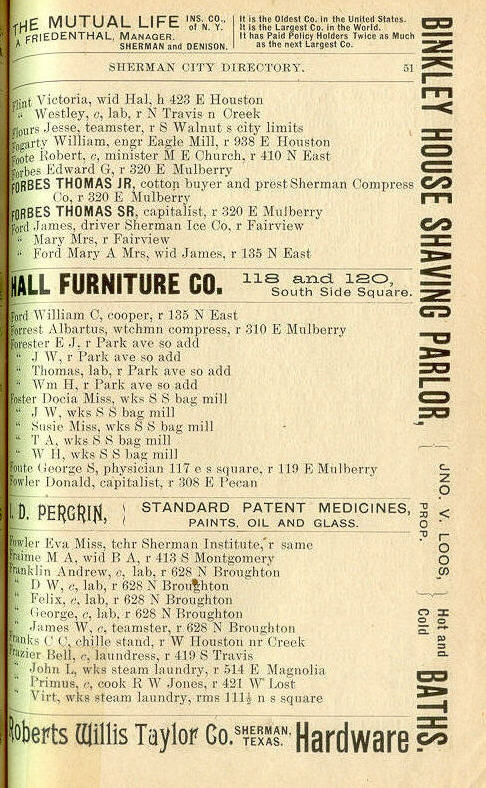 THE MUTUAL LIFE INS. CO., of N. Y.
A FRIEDENTHAL, MANAGER.
SHERMAN AND DENISON.
It is the Oldest Co. in the United States.
It is the Largest Co. in the World.
It has Paid Policy Holders Twice as Much
as the next Largest Co.
SHERMAN CITY DIRECTORY. 51
Flint Victoria, wid Hal, h 423 E Houston
" Westley, c, lab, r N Travis n Creek
Flours Jesse, teamster, r S Walnut s city limits
Fogarty William, engr Eagle Mill, r 938 E Houston
Foote Robert, c, minister M E Church, r 410 N East
Forbes Edward G, r 320 E Mulberry
FORBES THOMAS JR, cotton buyer and prest Sherman Compress
Co, r 320 E Mulberry
FORBES THOMAS SR, capitalist, r 320 E Mulberry
Ford James, driver Sherman Ice Co, r Fairview
" Mary Mrs, r Fairview
" Ford Mary A Mrs, wid James, r 135 N East
HALL FURNITURE CO. 118 and 120,
South Side Square.
Ford William C, cooper, r 135 N East
Forrest Albartus, wtchmn compress, r 310 E Mulberry
Forester E J, r Park ave so add
" J W, r Park ave so add
" Thomas, lab, r Park ave so add
" Wm H, r Park ave so add
Foster Docia Miss, wks S S bag mill
" J W, wks S S bag mill
" Susie Miss, wks S S bag mill
" T A, wks S S bag mill
" W H, wks S S bag mill
Foute George S, physician 117 e s square, r 119 E Mulberry
Fowler Donald, capitalist, r 308 E Pecan
D. PERGRIN, STANDARD PATENT MEDICINES,
PAINTS, OIL AND GLASS.
Fowler Eva Miss, tchr Sherman Institute, r same
Fraime M A, wid B A, r 413 S Montgomery
Franklin Andrew, c, lab, r 628 N Broughton
" D W, c, lab, r 628 N Broughton
" Felix, c, lab, r 628 N Broughton
" George, c, lab, r 628 N Broughton
" James W, c, teamster, r 628 N Broughton
Franks C C, chille stand, r W Houston nr Creek
Frazier Bell, c, laundress, r 419 S Travis
" John L, wks steam laundry, r 514 E Magnolia
" Primus, c, cook R W Jones, r 421 W Lost
" Virt, wks steam laundry, rms 111½ n s square
Roberts Willis Taylor Co. SHERMAN, TEXAS. Hardware.
BINKLEY HOUSE SHAVING PARLOR,
JNO. V. LOOS,
PROP.
Hot and
Cold
BATHS.